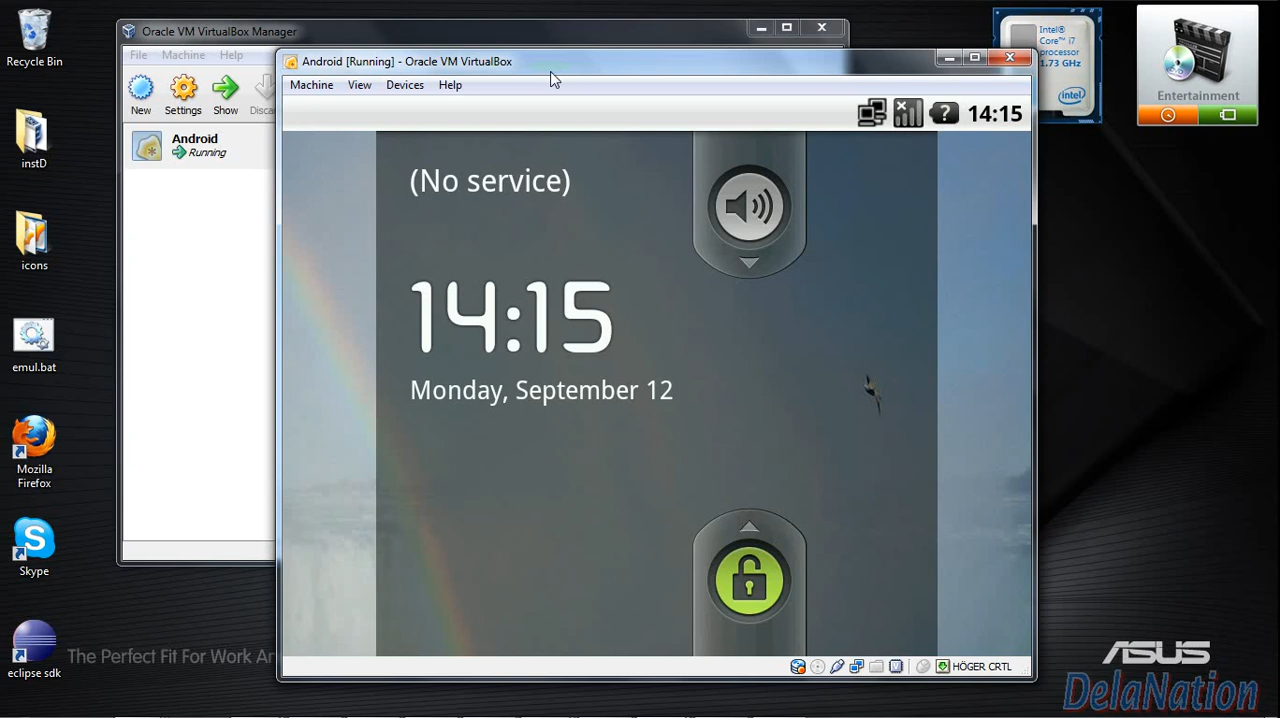 Recycle Bin
instD
icons
emul.bat
Mozilla
Firefox
Skype
eclipse sdk
Oracle VM VirtualBox Manager
File Machine Help
New Settings Show
Android
Running
Android [Running] - Oracle VM VirtualBox
Machine View Devices Help
14:15
(No service)
14:15
Monday, September 12
HÖGER CRTL
Intel®
Core™ i7
processor
1.73 GHz
intel
Entertainment
The Perfect Fit For Work
ASUS
DelaNation